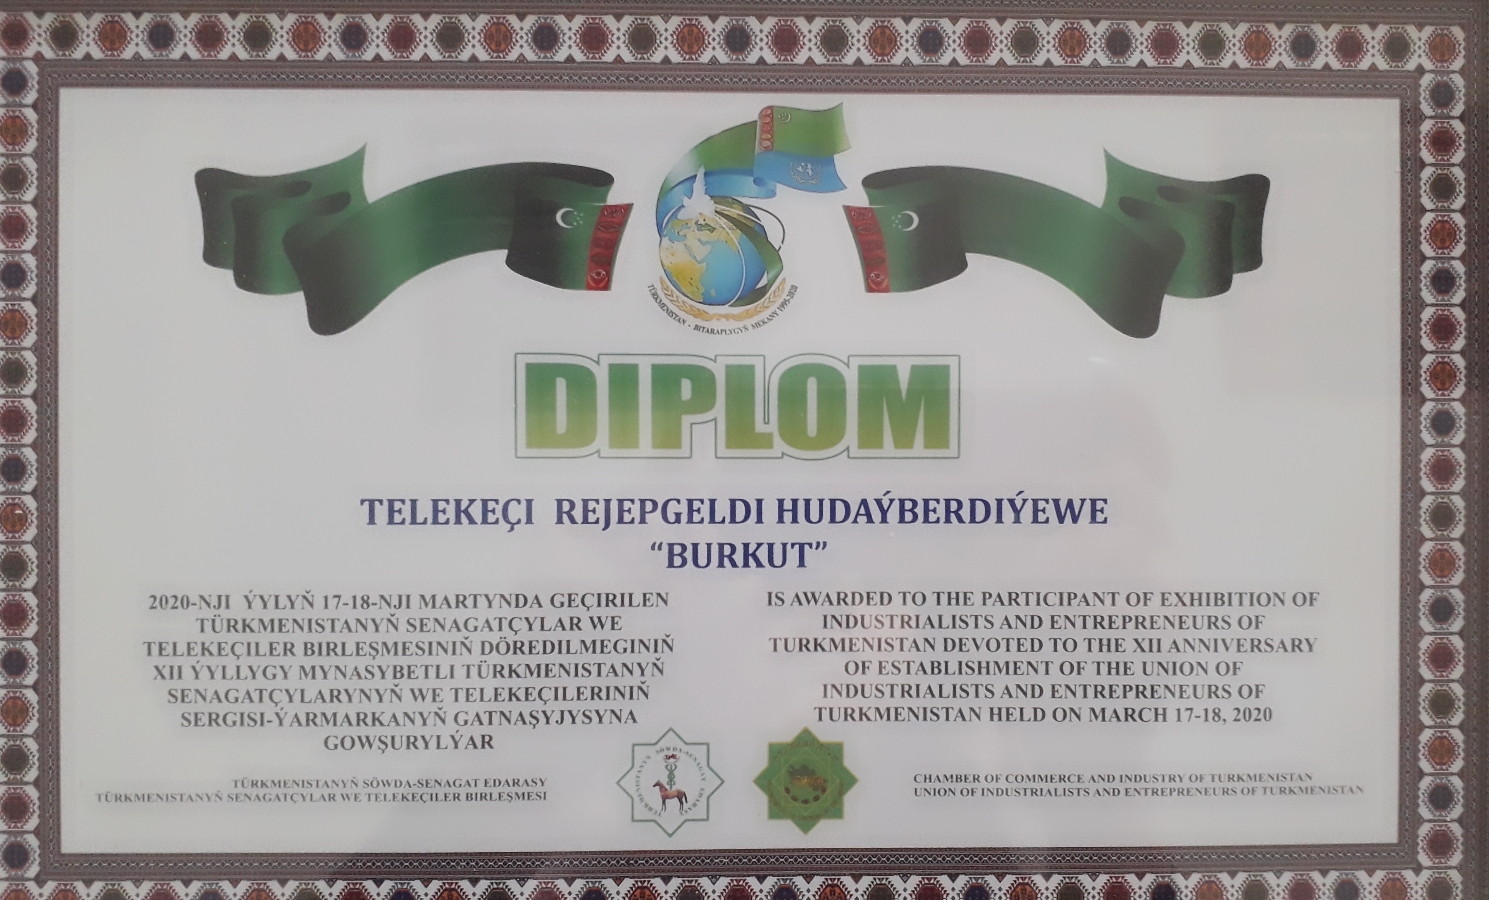 TÜRKMENISTAN - BITARAPLYGYŇ MEKANY 1995-2020
DIPLOM
TELEKEÇI REJEPGELDI HUDAÝBERDIÝEWE
“BURKUT”
2020-NJI ÝYLYŇ 17-18-NJI MARTYNDA GEÇIRILEN
TÜRKMENISTANYŇ SENAGATÇYLAR WE
TELEKEÇILER BIRLEŞMESINIŇ DÖREDILMEGINIŇ
XII ÝYLLYGY MYNASYBETLI TÜRKMENISTANYŇ
SENAGATÇYLARYNYŇ WE TELEKEÇILERINIŇ
SERGISI-ÝARMARKANYŇ GATNAŞYJYSYNA
GOWŞURYLÝAR
IS AWARDED TO THE PARTICIPANT OF EXHIBITION OF
INDUSTRIALISTS AND ENTREPRENEURS OF
TURKMENISTAN DEVOTED TO THE XII ANNIVERSARY
OF ESTABLISHMENT OF THE UNION OF
INDUSTRIALISTS AND ENTREPRENEURS OF
TURKMENISTAN HELD ON MARCH 17-18, 2020
TÜRKMENISTANYŇ SÖWDA-SENAGAT EDARASY
TÜRKMENISTANYŇ SENAGATÇYLAR WE TELEKEÇILER BIRLEŞMESI
TÜRKMENISTANYŇ SÖWDA-SENAGAT EDARASY
CHAMBER OF COMMERCE AND INDUSTRY OF TURKMENISTAN
UNION OF INDUSTRIALISTS AND ENTREPRENEURS OF TURKMENISTAN